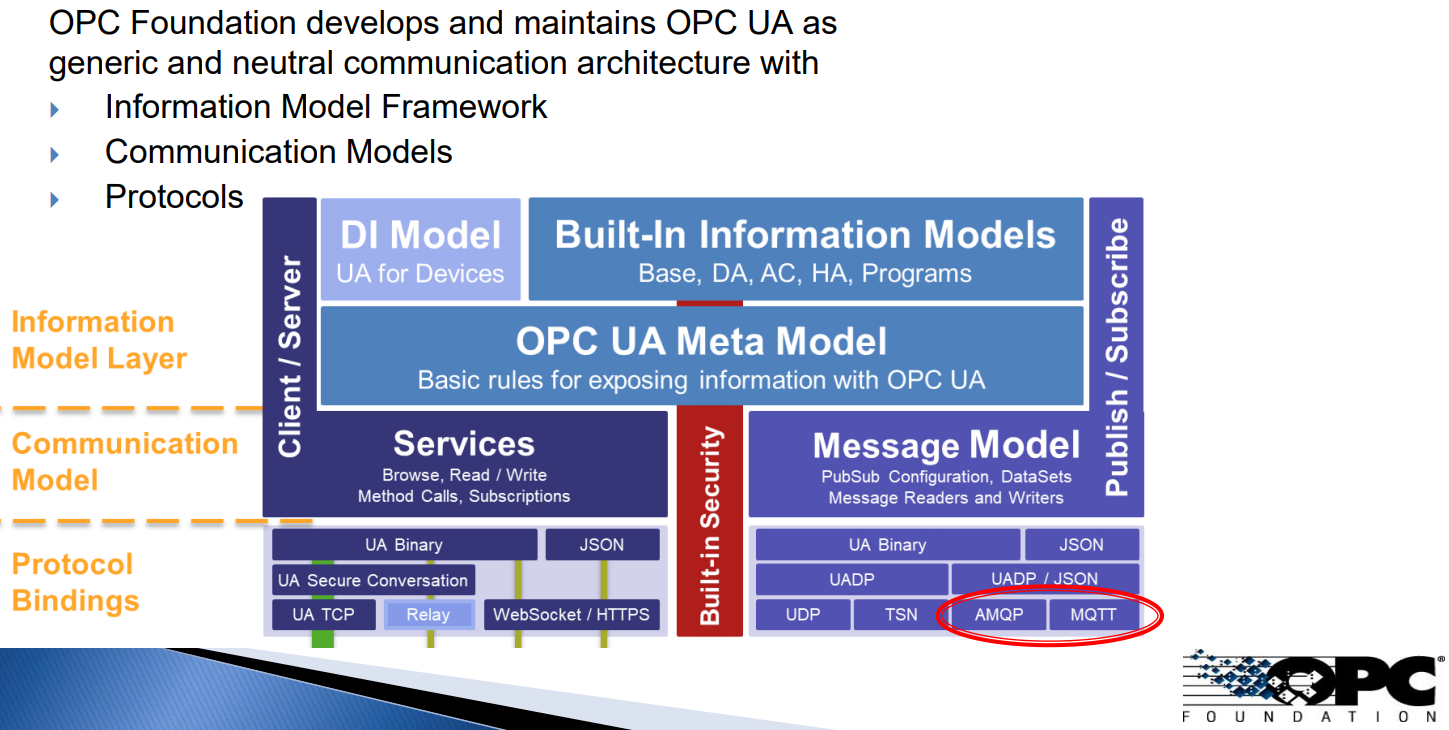 OPC Foundation develops and maintains OPC UA as
generic and neutral communication architecture with
Information Model Framework
Communication Models
Protocols
Information
Model Layer
Communication
Model
Protocol
Bindings
Client / Server
DI Model
UA for Devices
Built-In Information Models
Base, DA, AC, HA, Programs
OPC UA Meta Model
Basic rules for exposing information with OPC UA
Publish / Subscribe
Services
Browse, Read / Write
Method Calls, Subscriptions
Built-in Security
Message Model
PubSub Configuration, DataSets
Message Readers and Writers
UA Binary
JSON
UA Secure Conversation
UA TCP
Relay
WebSocket / HTTPS
UA Binary
JSON
UADP
UADP / JSON
UDP
TSN
AMQP
MQTT
OPC®
FOUNDATION